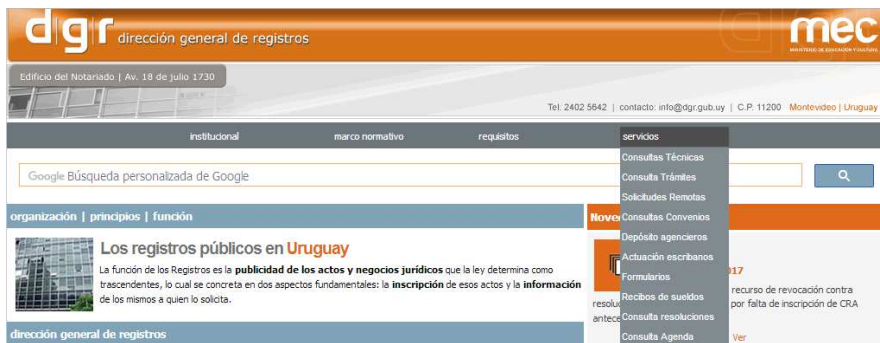 dgr dirección general de registros
mec
MINISTERIO DE EDUCACIÓN Y CULTURA
Edificio del Notariado | Av. 18 de julio 1730
Tel: 2402 5642 | contacto: info@dgr.gub.uy | C.P. 11200 Montevideo | Uruguay
institucional marco normativo requisitos servicios
Consultas Técnicas
Consulta Trámites
Solicitudes Remotas
Consultas Convenios
Depósito agencieros
Actuación escribanos
Formularios
Recibos de sueldos
Consulta resoluciones
Consulta Agenda
Google Búsqueda personalizada de Google
organización | principios | función
Los registros públicos en Uruguay
La función de los Registros es la publicidad de los actos y negocios jurídicos que la ley determina como
trascendentes, lo cual se concreta en dos aspectos fundamentales: la inscripción de esos actos y la información
de los mismos a quien lo solicita.
dirección general de registros
Nove
017
recurso de revocación contra
resoluc por falta de inscripción de CRA
antece
Ver